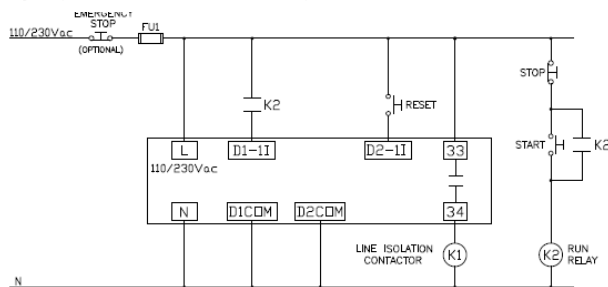 EMERGENCY
STOP
110/230Vac
FU1
(OPTIONAL)
STOP
K2
RESET
START
K2
L
D1-1I
D2-1I
33
110/230Vac
N
D1COM
D2COM
34
LINE ISOLATION
CONTACTOR
K1
K2
RUN
RELAY
N